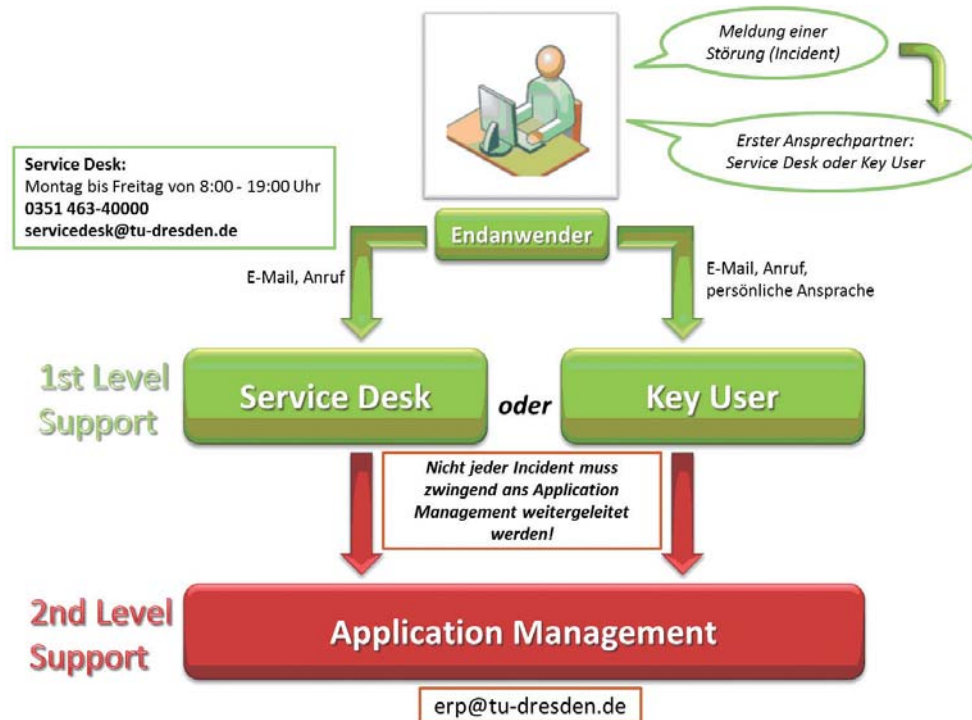 Meldung einer
Störung (Incident)
Erster Ansprechpartner:
Service Desk oder Key User
Service Desk:
Montag bis Freitag von 8:00 - 19:00 Uhr
0351 463-40000
servicedesk@tu-dresden.de
Endanwender
E-Mail, Anruf
E-Mail, Anruf,
persönliche Ansprache
1st Level
Support
Service Desk
oder
Key User
Nicht jeder Incident muss
zwingend ans Application
Management weitergeleitet
werden!
2nd Level
Support
Application Management
erp@tu-dresden.de